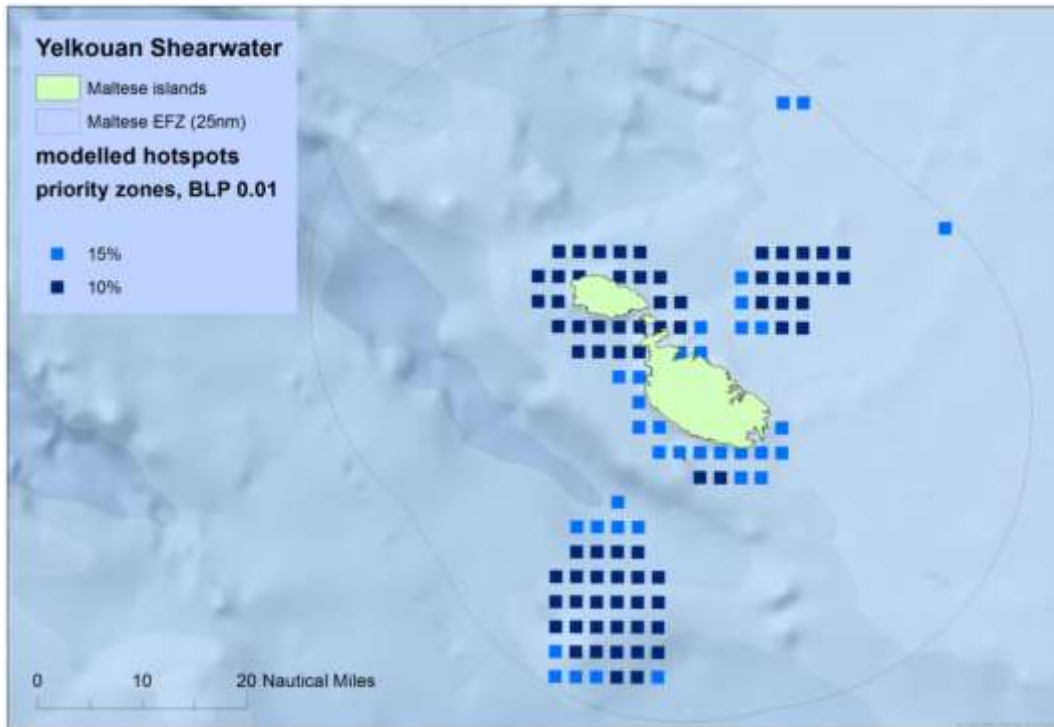 Yelkouan Shearwater
Maltese islands
Maltese EFZ (25nm)
modelled hotspots
priority zones, BLP 0.01
15%
10%
0 10 20 Nautical Miles